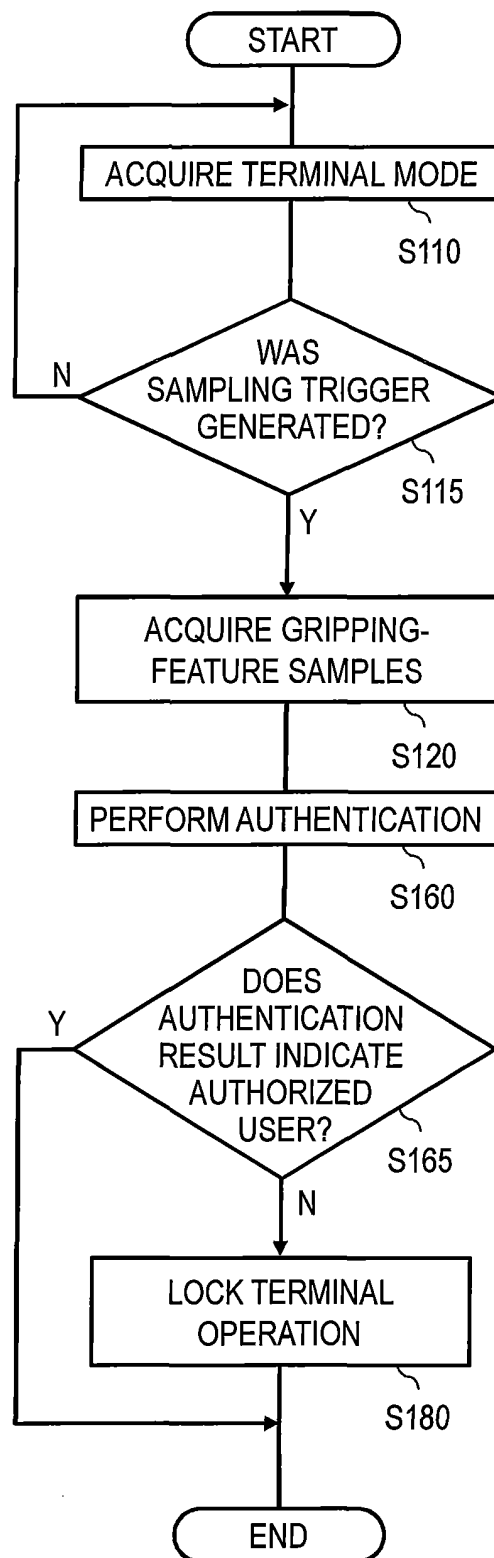 START
ACQUIRE TERMINAL MODE
S110
WAS
SAMPLING TRIGGER
GENERATED?
N
S115
Y
ACQUIRE GRIPPING-
FEATURE SAMPLES
S120
PERFORM AUTHENTICATION
S160
DOES
AUTHENTICATION
RESULT INDICATE
AUTHORIZED
USER?
Y
S165
N
LOCK TERMINAL
OPERATION
S180
END